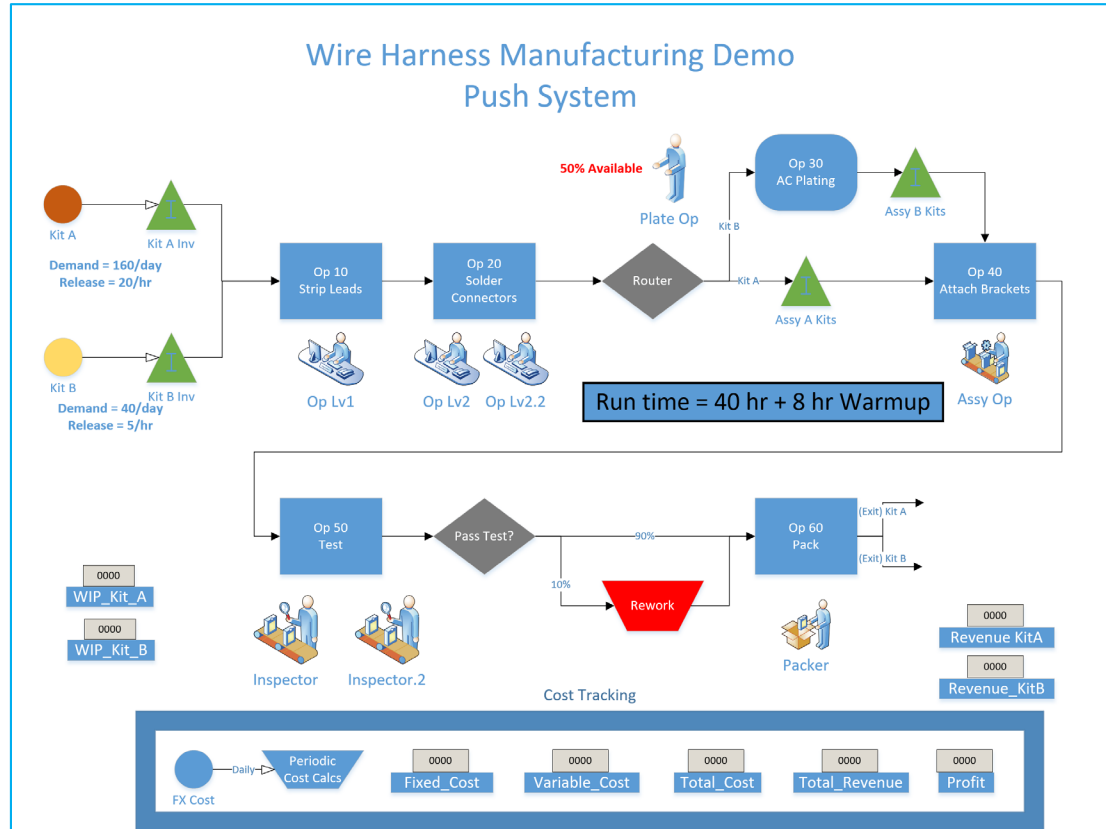 Wire Harness Manufacturing Demo
Push System
50% Available
Plate Op
Op 30
AC Plating
Assy B Kits
Kit B
Kit A
Kit A Inv
Demand = 160/day
Release = 20/hr
Op 10
Strip Leads
Op 20
Solder
Connectors
Router
Kit A
Assy A Kits
Op 40
Attach Brackets
Kit B
Kit B Inv
Demand = 40/day
Release = 5/hr
Op Lv1
Op Lv2
Op Lv2.2
Run time = 40 hr + 8 hr Warmup
Assy Op
Op 50
Test
Pass Test?
90%
10%
Rework
Op 60
Pack
(Exit) Kit A
(Exit) Kit B
0000
WIP_Kit_A
0000
WIP_Kit_B
Inspector
Inspector.2
Packer
0000
Revenue KitA
0000
Revenue_KitB
Cost Tracking
FX Cost
Daily
Periodic
Cost Calcs
0000
Fixed_Cost
0000
Variable_Cost
0000
Total_Cost
0000
Total_Revenue
0000
Profit